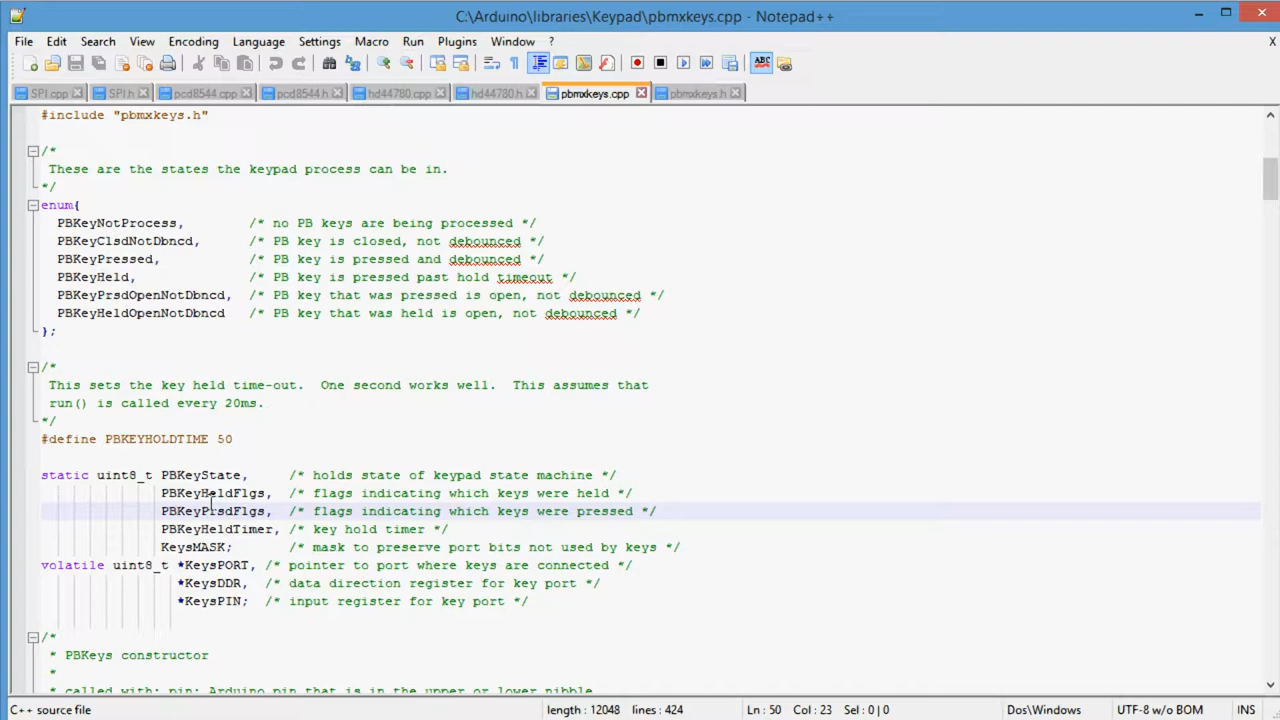 C:\Arduino\libraries\Keypad\pbmxkeys.cpp - Notepad++
File Edit Search View Encoding Language Settings Macro Run Plugins Window ? X
SPI.cpp SPI.h pcd8544.cpp pcd8544.h hd44780.cpp hd44780.h pbmxkeys.cpp pbmxkeys.h
#include "pbmxkeys.h"
/*
These are the states the keypad process can be in.
*/
enum{
PBKeyNotProcess, /* no PB keys are being processed */
PBKeyClsdNotDbncd, /* PB key is closed, not debounced */
PBKeyPressed, /* PB key is pressed and debounced */
PBKeyHeld, /* PB key is pressed past hold timeout */
PBKeyPrsdOpenNotDbncd, /* PB key that was pressed is open, not debounced */
PBKeyHeldOpenNotDbncd /* PB key that was held is open, not debounced */
};
/*
This sets the key held time-out. One second works well. This assumes that
run() is called every 20ms.
*/
#define PBKEYHOLDTIME 50
static uint8_t PBKeyState, /* holds state of keypad state machine */
PBKeyHeldFlgs, /* flags indicating which keys were held */
PBKeyPrsdFlgs, /* flags indicating which keys were pressed */
PBKeyHeldTimer, /* key hold timer */
KeysMASK; /* mask to preserve port bits not used by keys */
volatile uint8_t *KeysPORT, /* pointer to port where keys are connected */
*KeysDDR, /* data direction register for key port */
*KeysPIN; /* input register for key port */
/*
* PBKeys constructor
*
* called with: pin: Arduino pin that is in the upper or lower nibble
C++ source file length : 12048 lines : 424 Ln : 50 Col : 23 Sel : 0 | 0 Dos\Windows UTF-8 w/o BOM INS